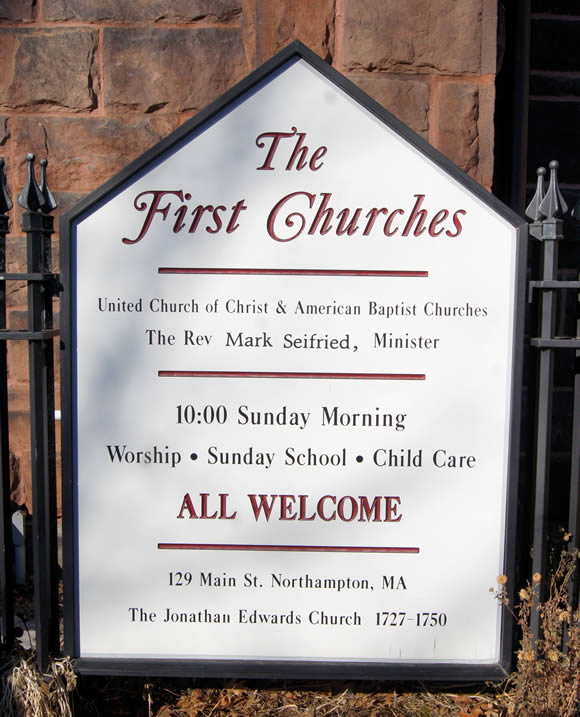 The
First Churches
United Church of Christ & American Baptist Churches
The Rev Mark Seifried, Minister
10:00 Sunday Morning
Worship • Sunday School • Child Care
ALL WELCOME
129 Main St. Northampton, MA
The Jonathan Edwards Church 1727-1750